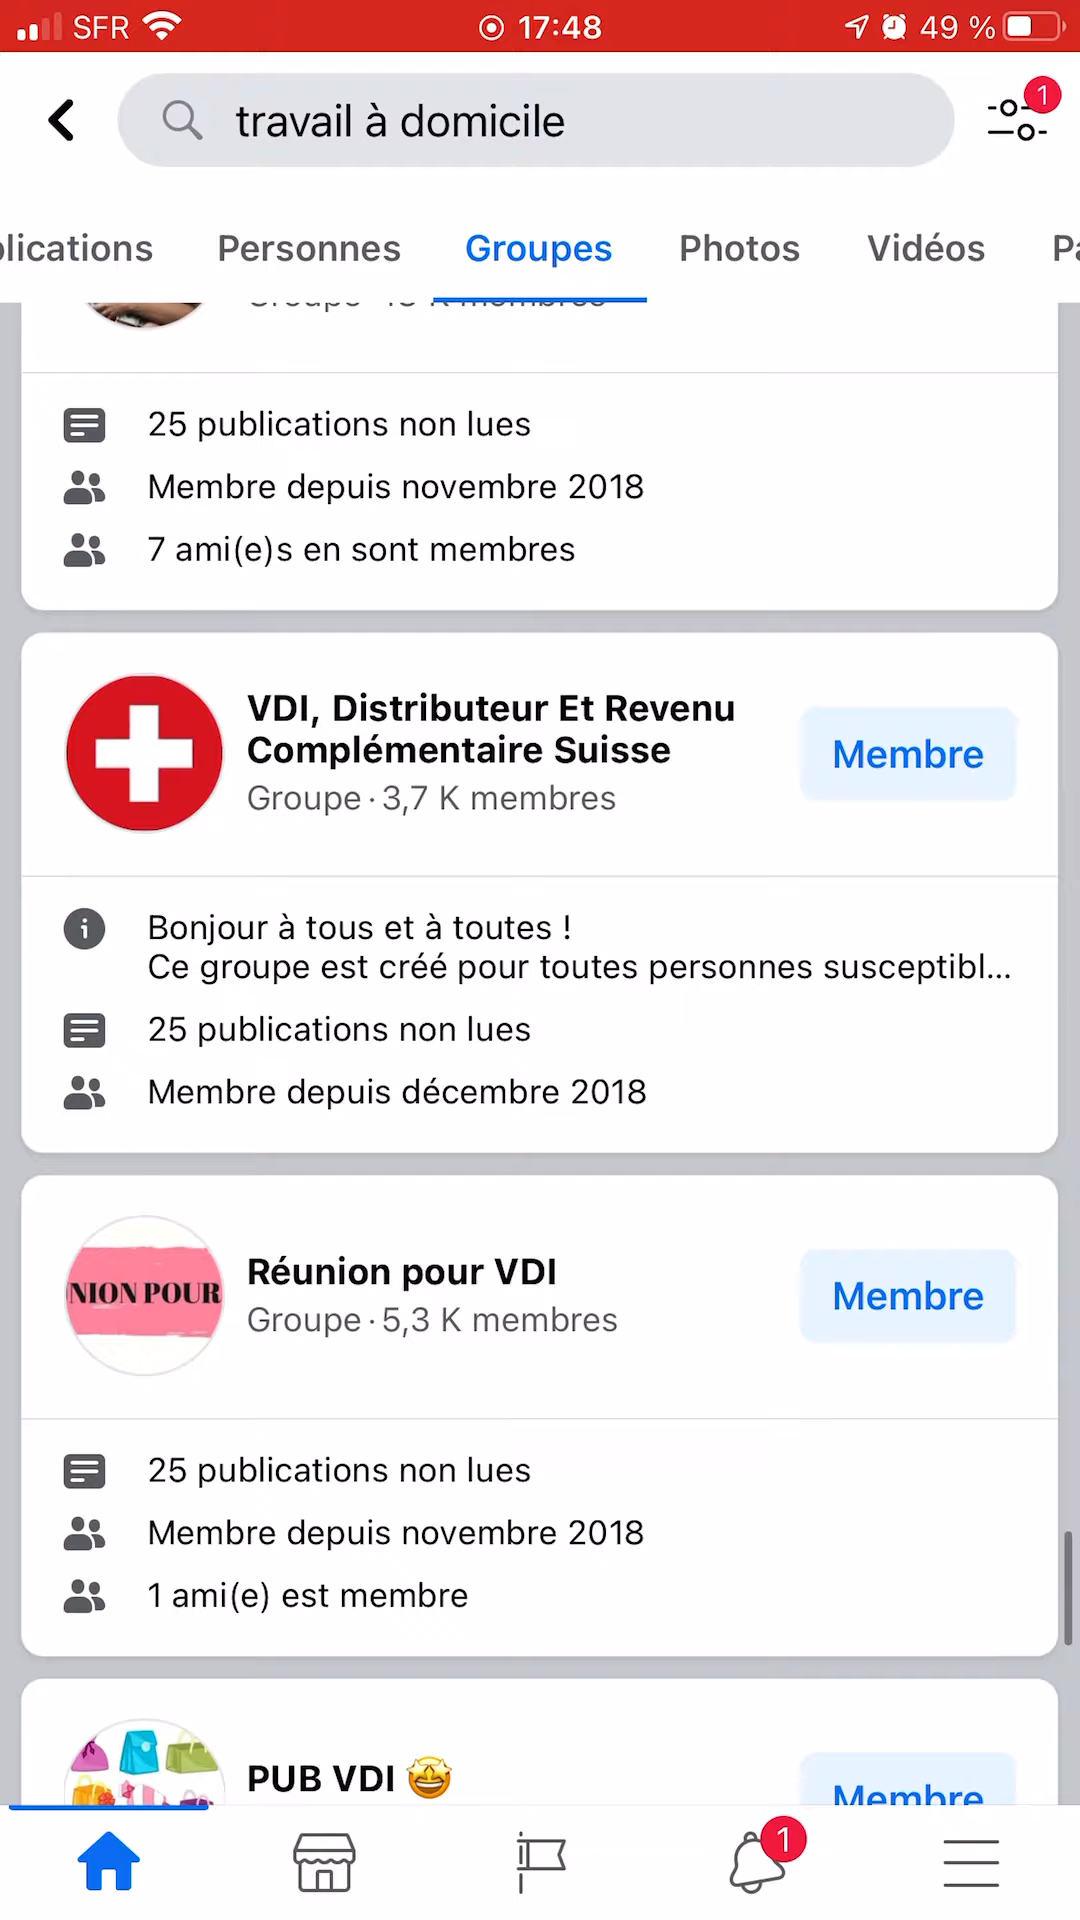 SFR 17:48 49 %
travail à domicile 1
lications Personnes Groupes Photos Vidéos
25 publications non lues
Membre depuis novembre 2018
7 ami(e)s en sont membres
VDI, Distributeur Et Revenu
Complémentaire Suisse
Groupe · 3,7 K membres
Membre
Bonjour à tous et à toutes !
Ce groupe est créé pour toutes personnes susceptibl...
25 publications non lues
Membre depuis décembre 2018
NION POUR
Réunion pour VDI
Groupe · 5,3 K membres
Membre
25 publications non lues
Membre depuis novembre 2018
1 ami(e) est membre
PUB VDI 🤩
Membre
1